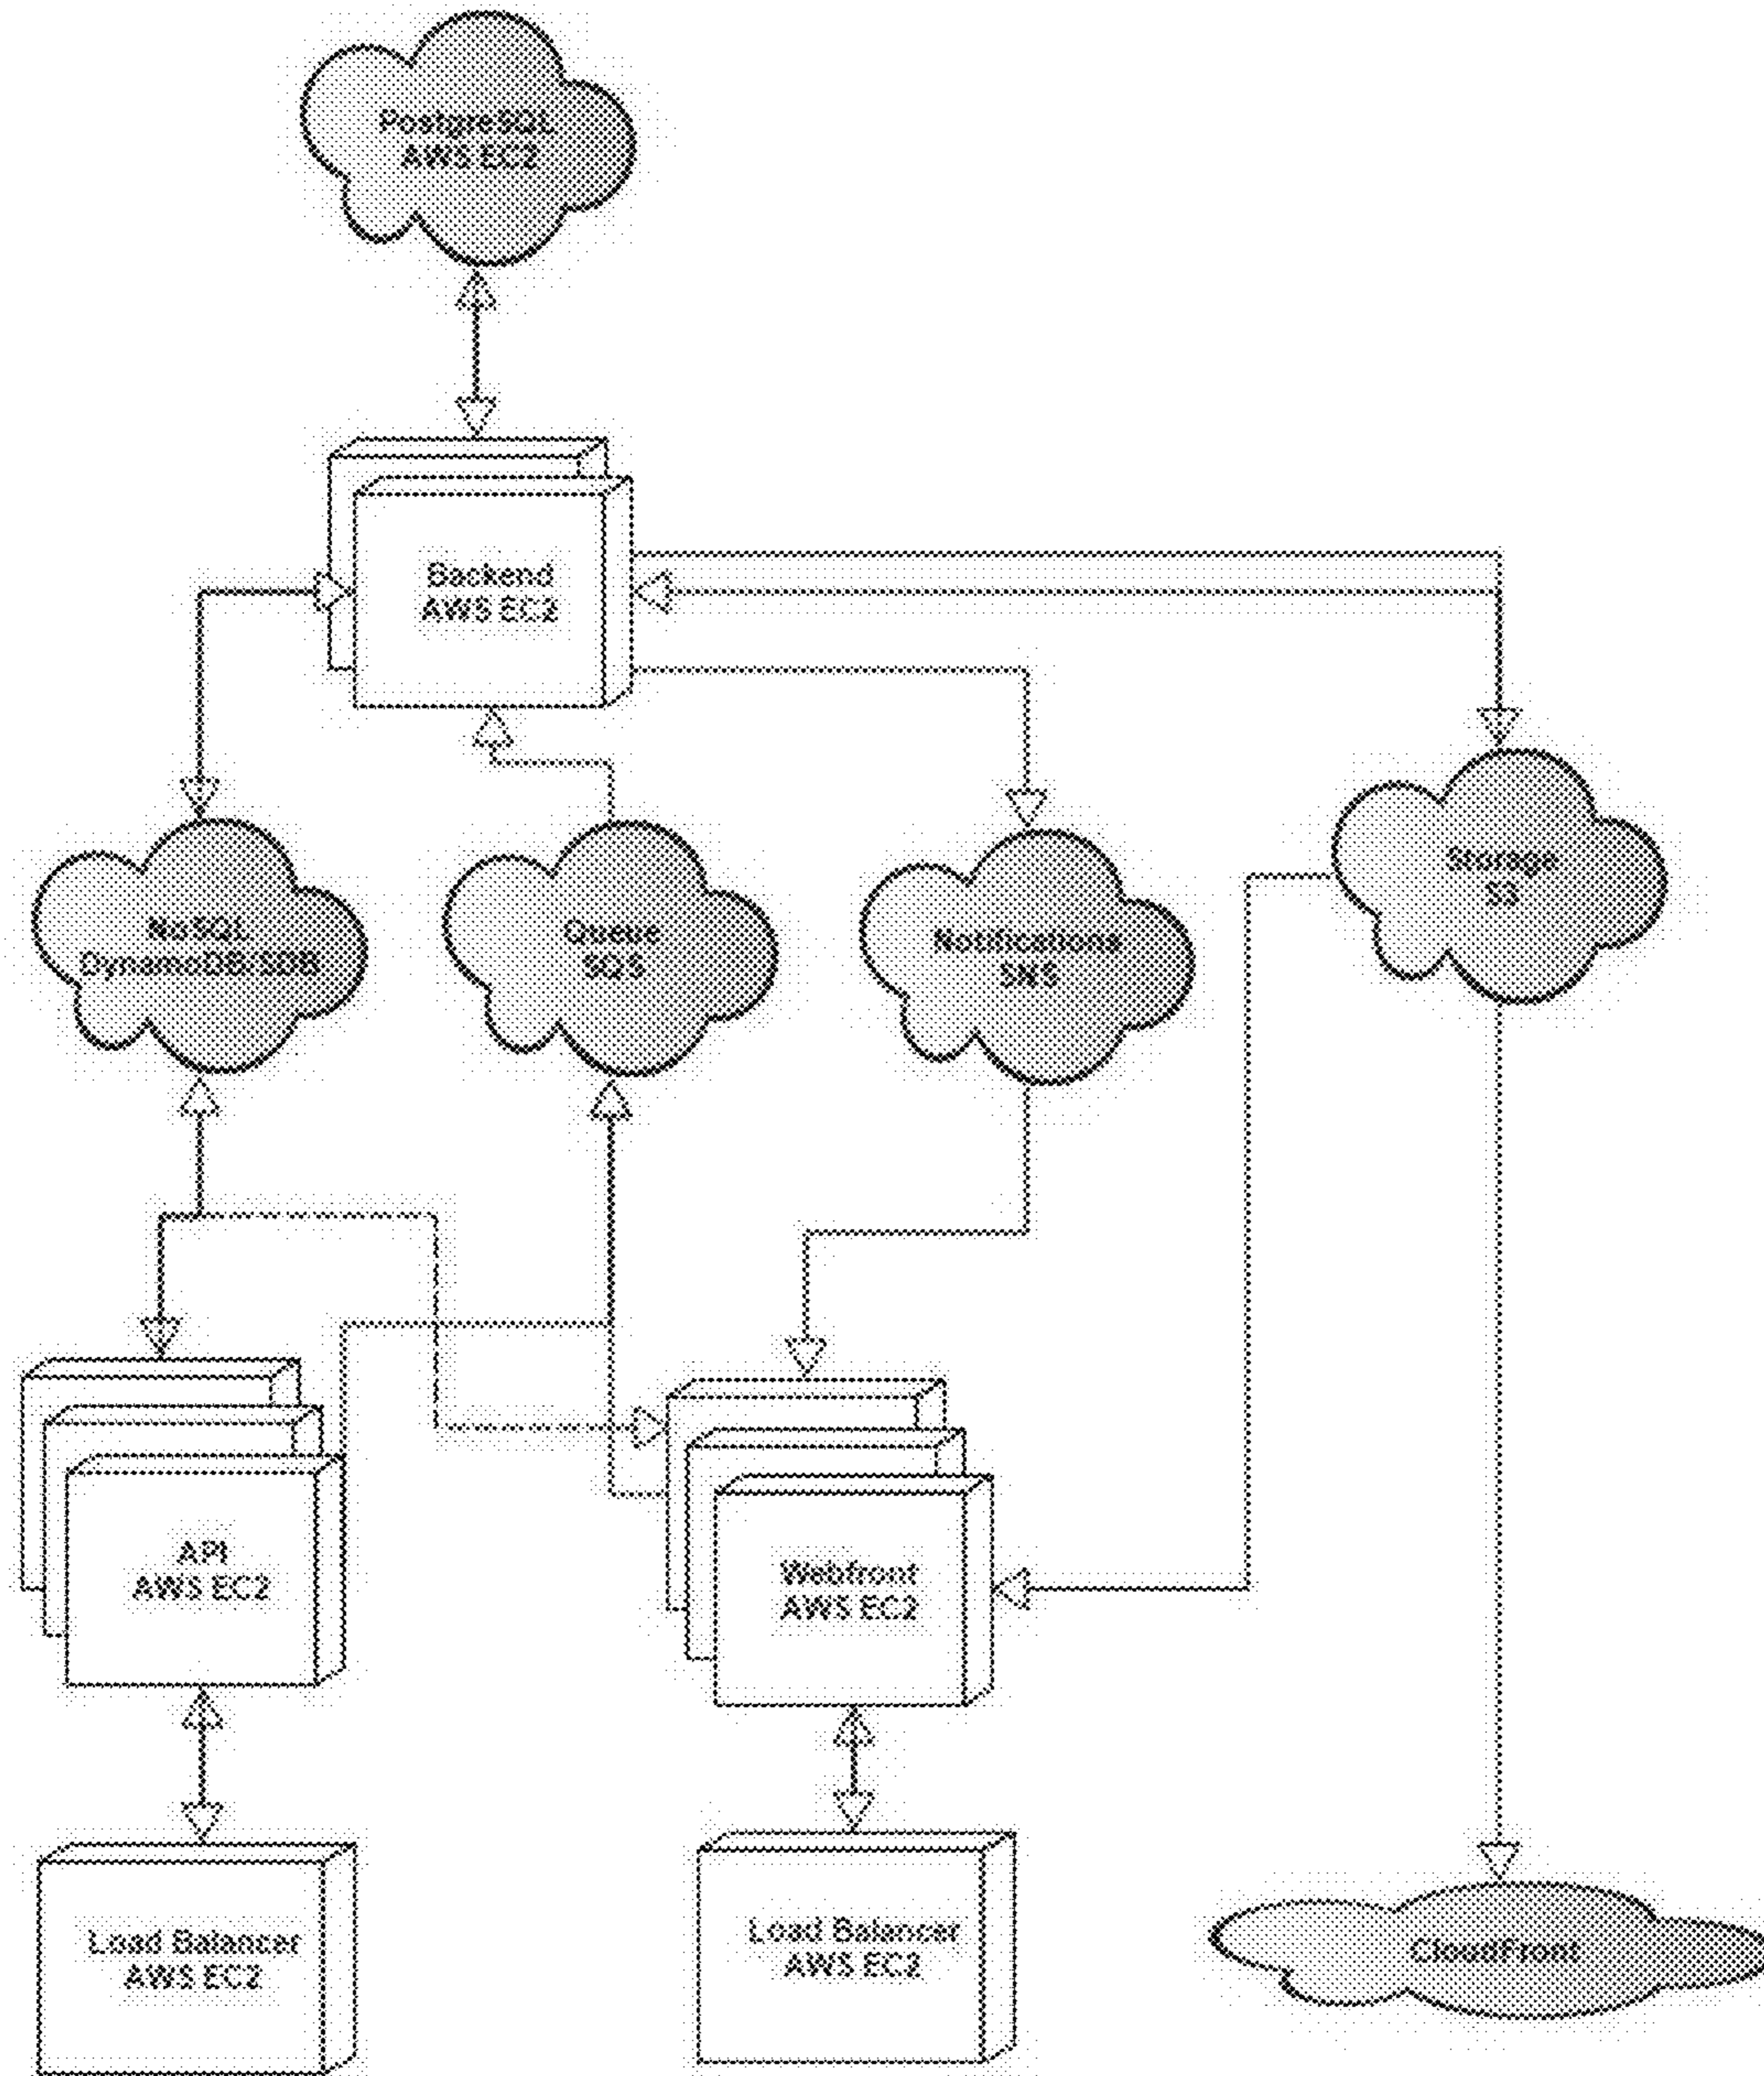 PostgreSQL
AWS EC2
Backend
AWS EC2
NoSQL
DynamoDB/SDB
Queue
SQS
Notifications
SNS
Storage
S3
API
AWS EC2
Webfront
AWS EC2
Load Balancer
AWS EC2
Load Balancer
AWS EC2
CloudFront